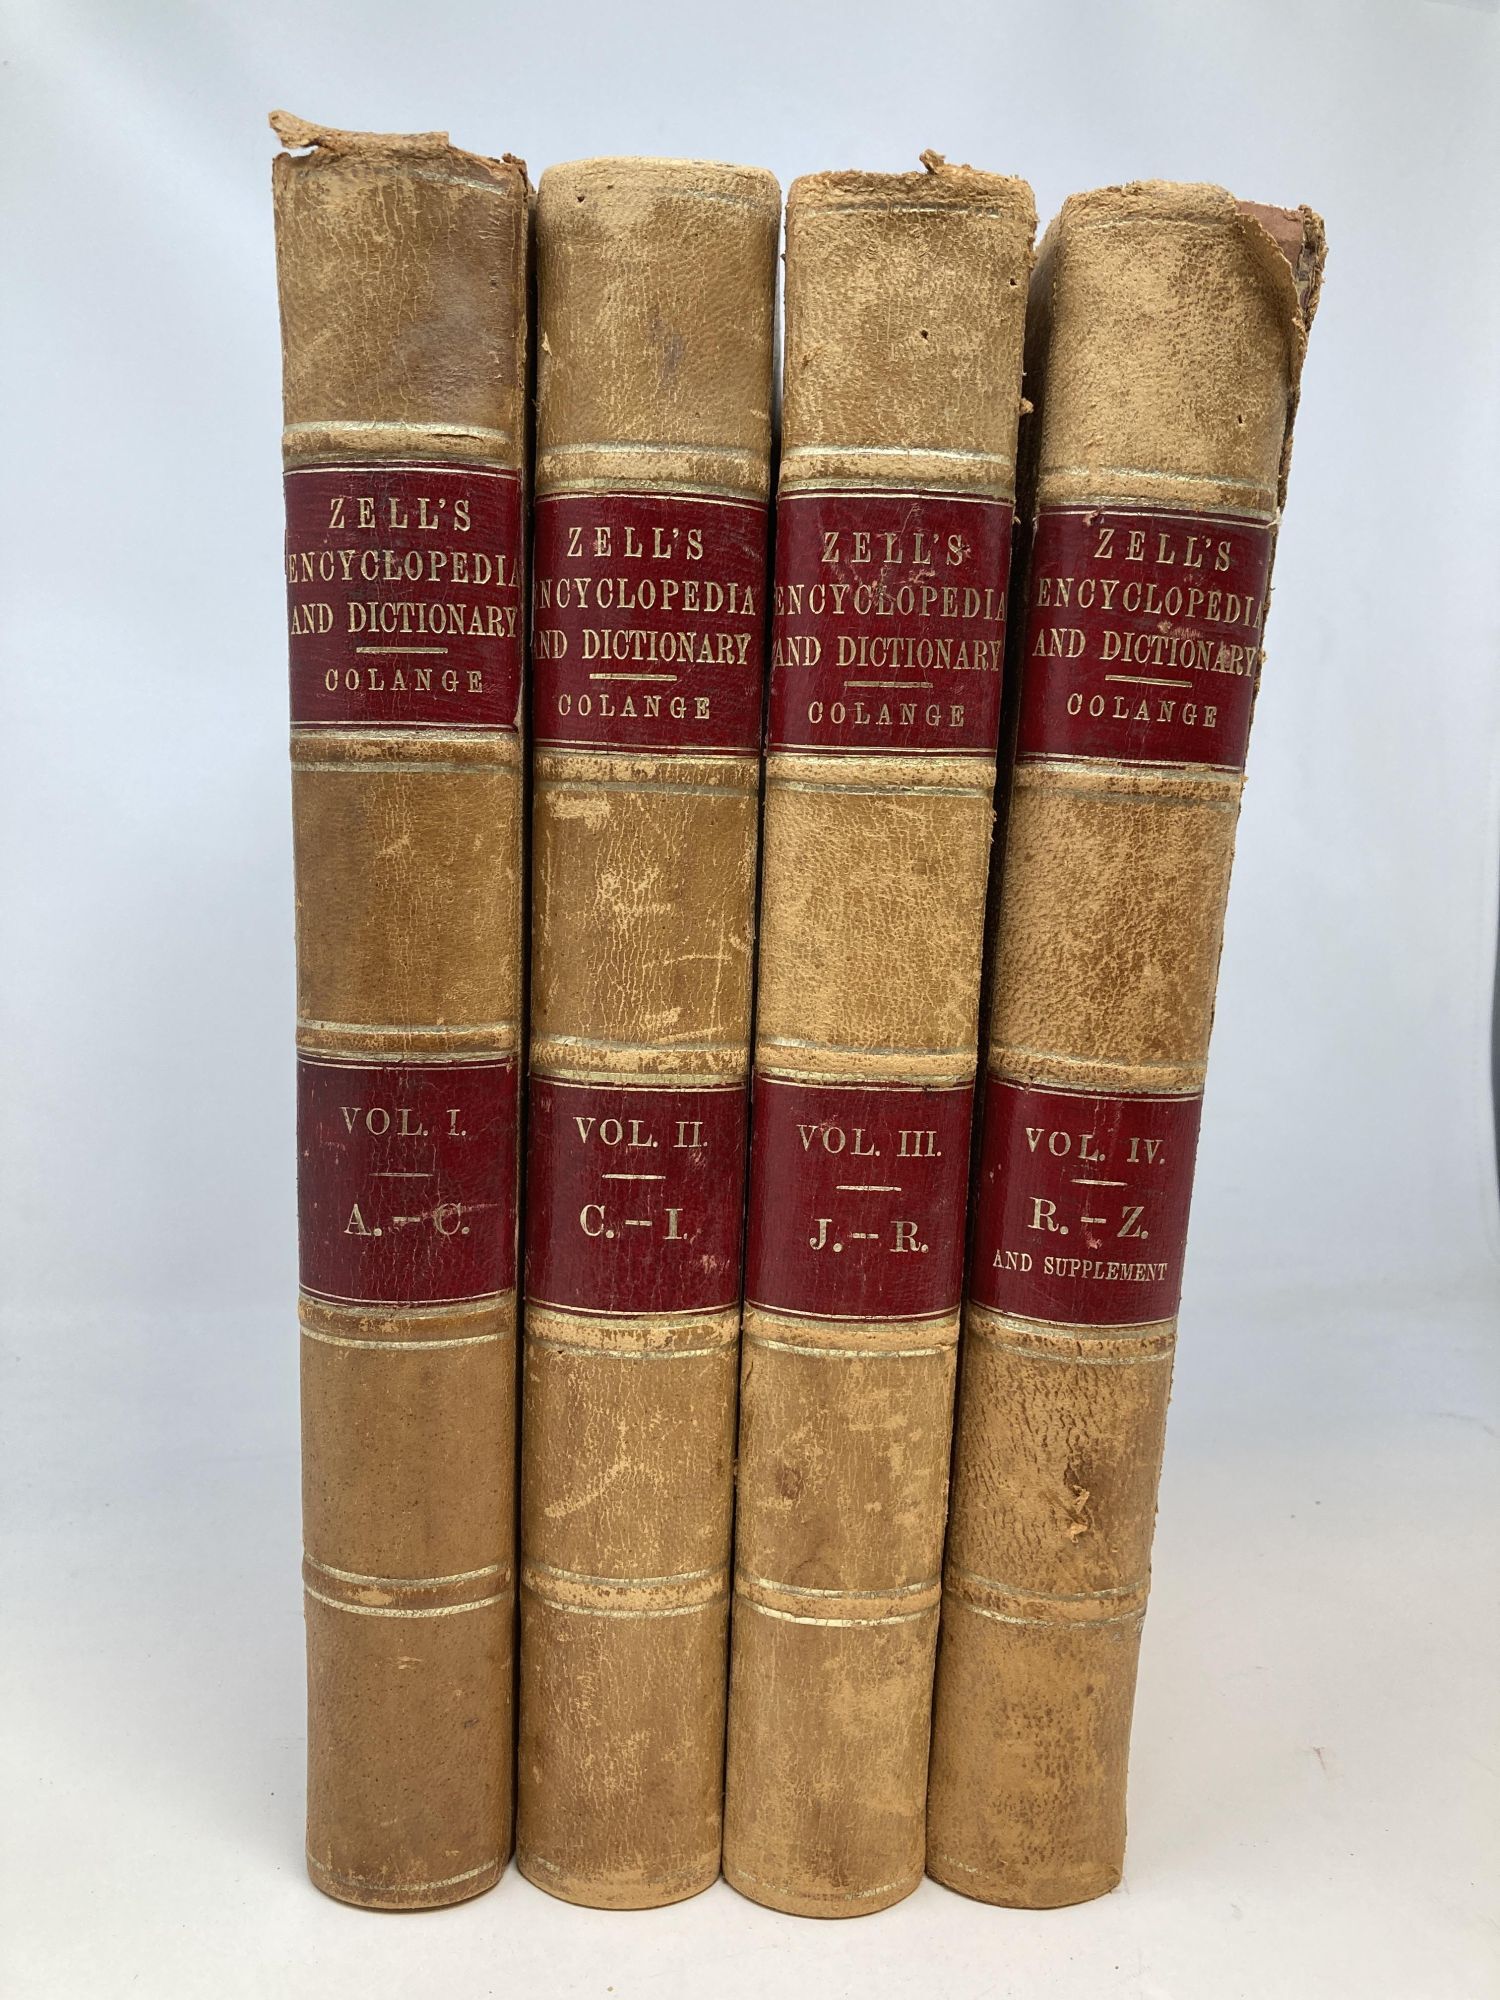 ZELL'S
ENCYCLOPEDIA
AND DICTIONARY
COLANGE
VOL. I.
A.–C.
ZELL'S
ENCYCLOPEDIA
AND DICTIONARY
COLANGE
VOL. II.
C.–I.
ZELL'S
ENCYCLOPEDIA
AND DICTIONARY
COLANGE
VOL. III.
J.–R.
ZELL'S
ENCYCLOPEDIA
AND DICTIONARY
COLANGE
VOL. IV.
R.–Z.
AND SUPPLEMENT